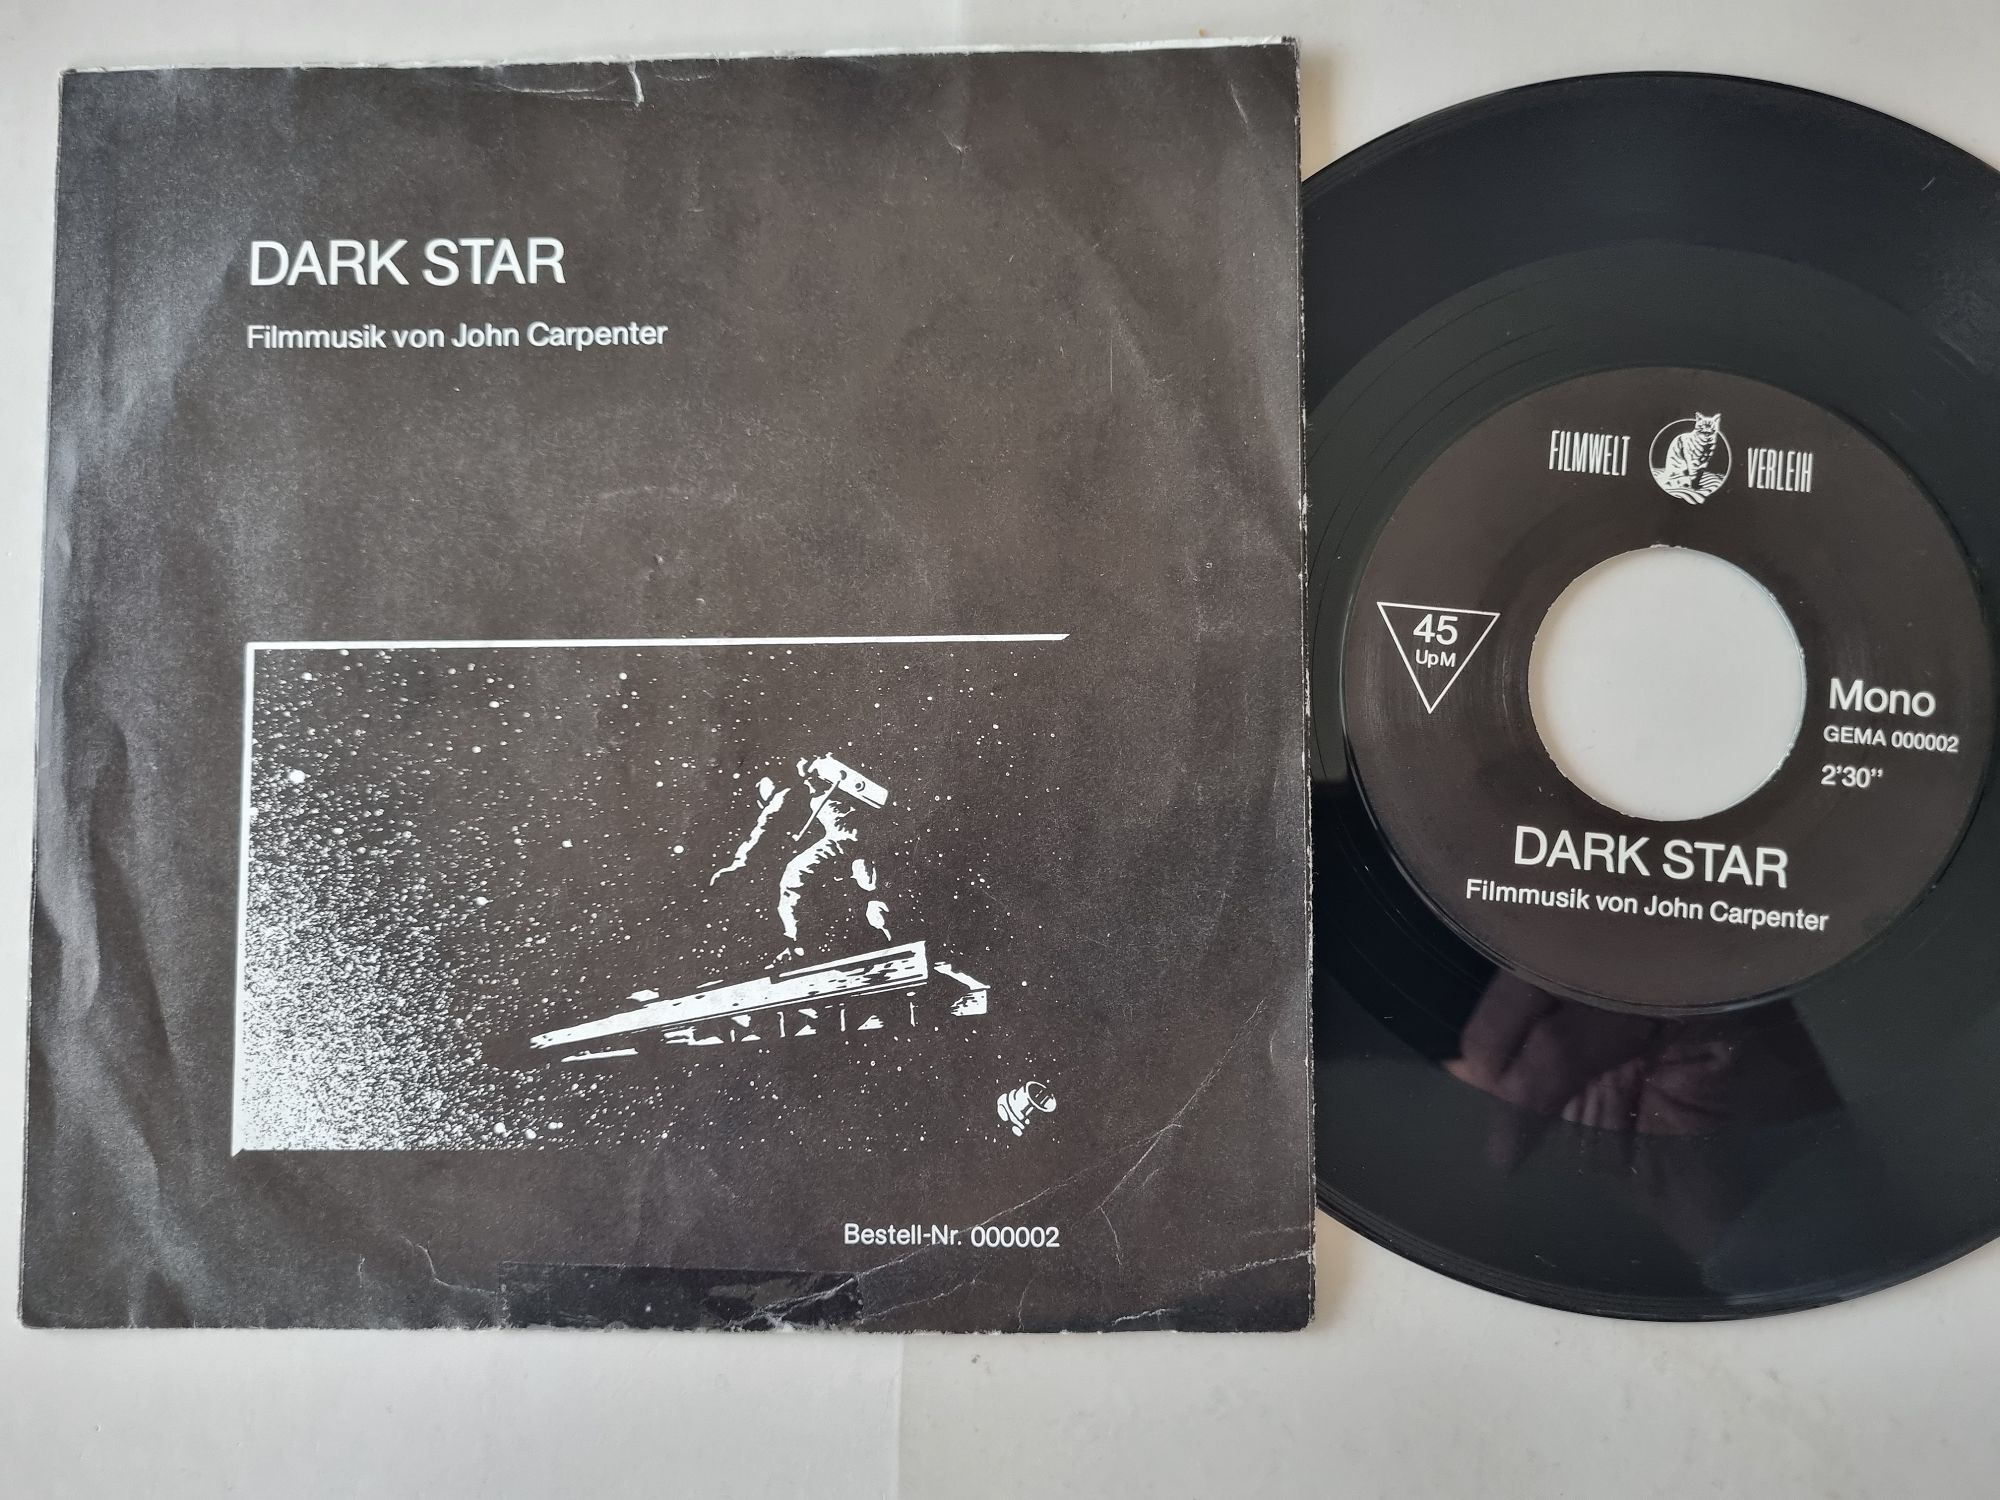 DARK STAR
Filmmusik von John Carpenter
Bestell-Nr. 000002
FILMWELT VERLEIH
45
UpM
Mono
GEMA 000002
2'30"
DARK STAR
Filmmusik von John Carpenter